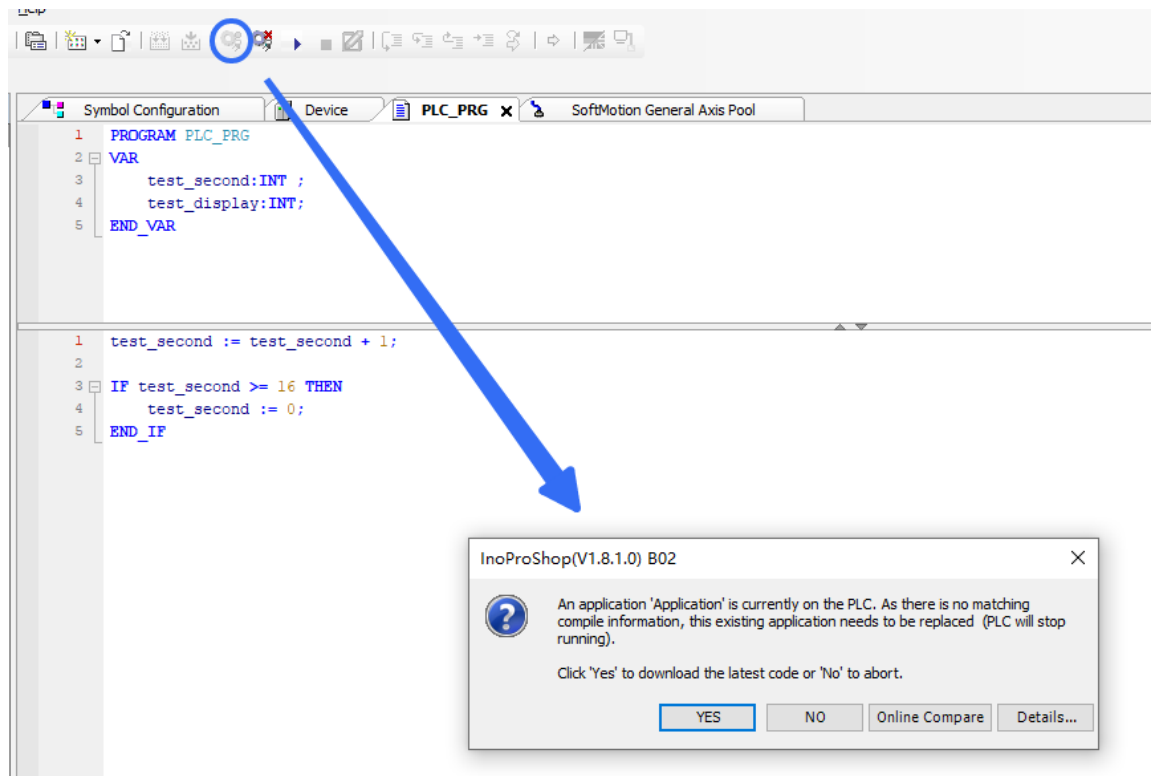 Help
Symbol Configuration
Device
PLC_PRG
SoftMotion General Axis Pool
1 PROGRAM PLC_PRG
2 VAR
3 test_second:INT ;
4 test_display:INT;
5 END_VAR
1 test_second := test_second + 1;
2
3 IF test_second >= 16 THEN
4 test_second := 0;
5 END_IF
InoProShop(V1.8.1.0) B02
An application 'Application' is currently on the PLC. As there is no matching
compile information, this existing application needs to be replaced (PLC will stop
running).
Click 'Yes' to download the latest code or 'No' to abort.
YES
NO
Online Compare
Details...